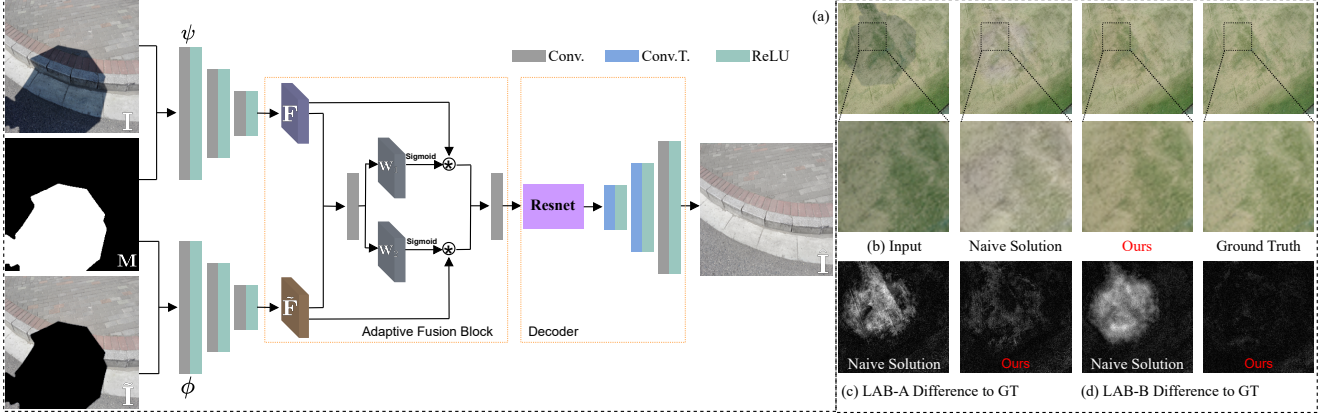 (a)
ψ
Conv.
Conv.T.
ReLU
I
F
W
Sigmoid
M
Resnet
I
W
Sigmoid
F̃
Adaptive Fusion Block
Decoder
Ĩ
ϕ
(b) Input
Naive Solution
Ours
Ground Truth
Naive Solution
Ours
Naive Solution
Ours
(c) LAB-A Difference to GT
(d) LAB-B Difference to GT